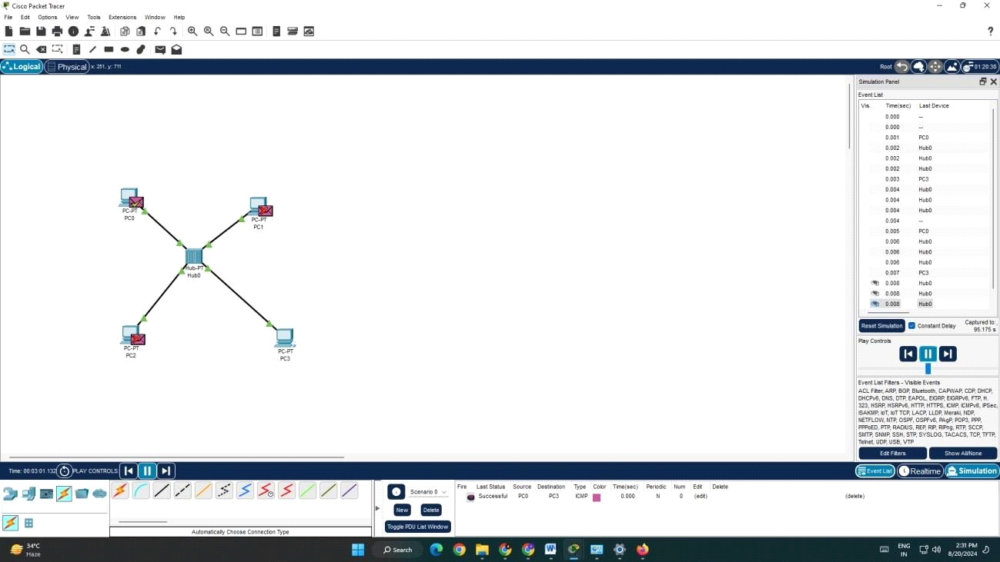 Cisco Packet Tracer
File Edit Options View Tools Extensions Window Help
?
Logical Physical x: 251, y: 711 Root 01:20:30
Simulation Panel
Event List
Vis. Time(sec) Last Device
0.000 --
0.000 --
0.001 PC0
0.002 Hub0
0.002 Hub0
0.002 Hub0
0.003 PC3
0.004 Hub0
0.004 Hub0
0.004 Hub0
0.004 --
0.005 PC0
0.006 Hub0
0.006 Hub0
0.006 Hub0
0.007 PC3
0.008 Hub0
0.008 Hub0
0.008 Hub0
PC-PT
PC0
PC-PT
PC1
Hub-PT
Hub0
PC-PT
PC2
PC-PT
PC3
Reset Simulation Constant Delay Captured to:
95.175 s
Play Controls
Event List Filters - Visible Events
ACL Filter, ARP, BGP, Bluetooth, CAPWAP, CDP, DHCP,
DHCPv6, DNS, DTP, EAPOL, EIGRP, EIGRPv6, FTP, H.
323, HSRP, HSRPv6, HTTP, HTTPS, ICMP, ICMPv6, IPSec,
ISAKMP, IoT, IoT TCP, LACP, LLDP, Meraki, NDP,
NETFLOW, NTP, OSPF, OSPFv6, PAgP, POP3, PPP,
PPPoED, PTP, RADIUS, REP, RIP, RIPng, RTP, SCCP,
SMTP, SNMP, SSH, STP, SYSLOG, TACACS, TCP, TFTP,
Telnet, UDP, USB, VTP
Edit Filters Show All/None
Time: 00:03:01.132 PLAY CONTROLS:
Event List Realtime Simulation
Scenario 0
New Delete
Toggle PDU List Window
Fire Last Status Source Destination Type Color Time(sec) Periodic Num Edit Delete
Successful PC0 PC3 ICMP 0.000 N 0 (edit) (delete)
Automatically Choose Connection Type
34°C
Haze
Search
ENG
IN
2:31 PM
8/20/2024